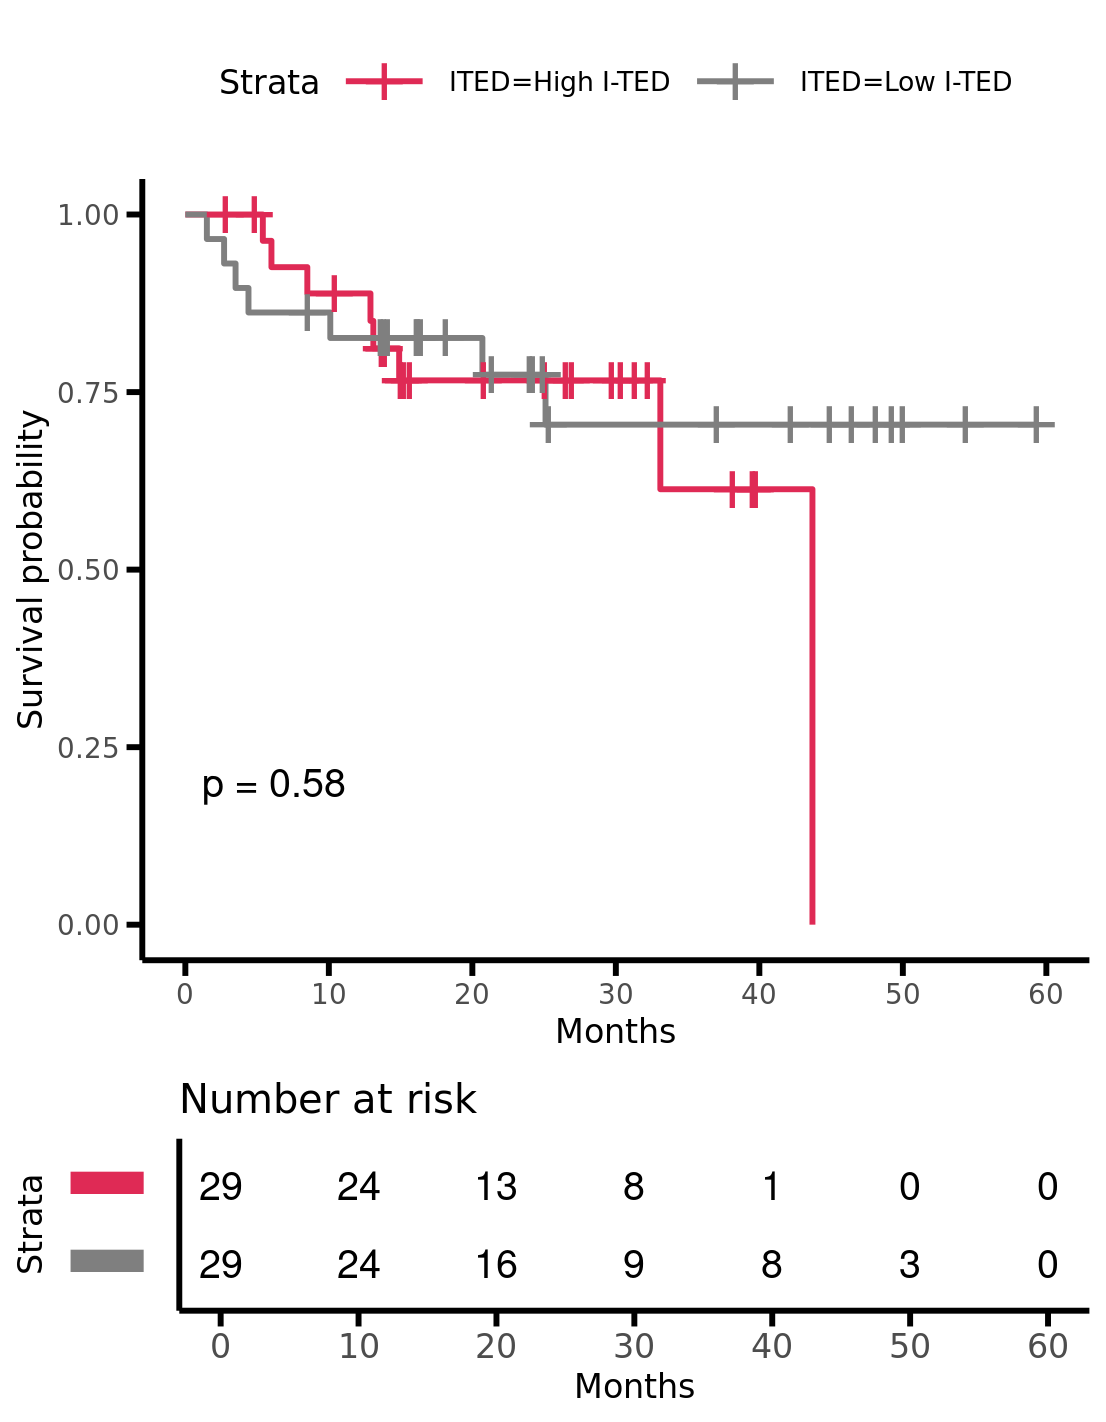 Strata ITED=High I-TED ITED=Low I-TED
1.00
0.75
0.50
0.25
0.00
Survival probability
p = 0.58
0 10 20 30 40 50 60
Months
Number at risk
Strata
29 24 13 8 1 0 0
29 24 16 9 8 3 0
0 10 20 30 40 50 60
Months